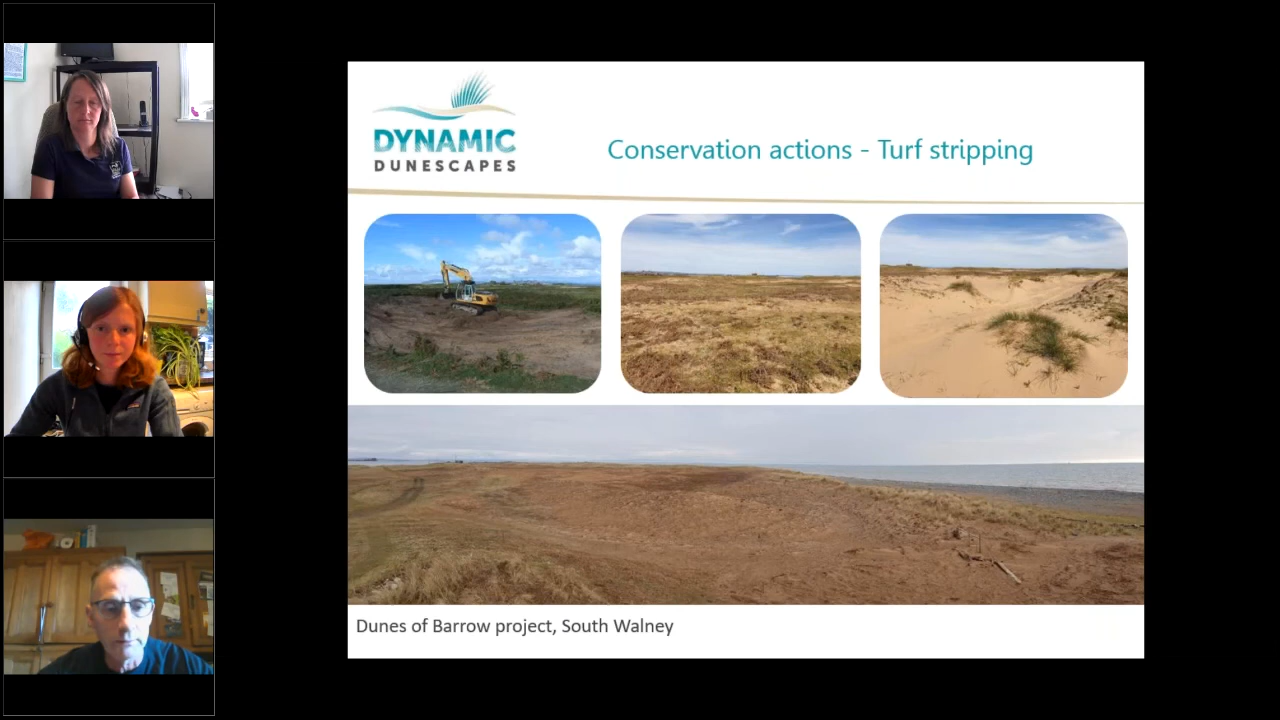 DYNAMIC
DUNESCAPES
Conservation actions - Turf stripping
Dunes of Barrow project, South Walney